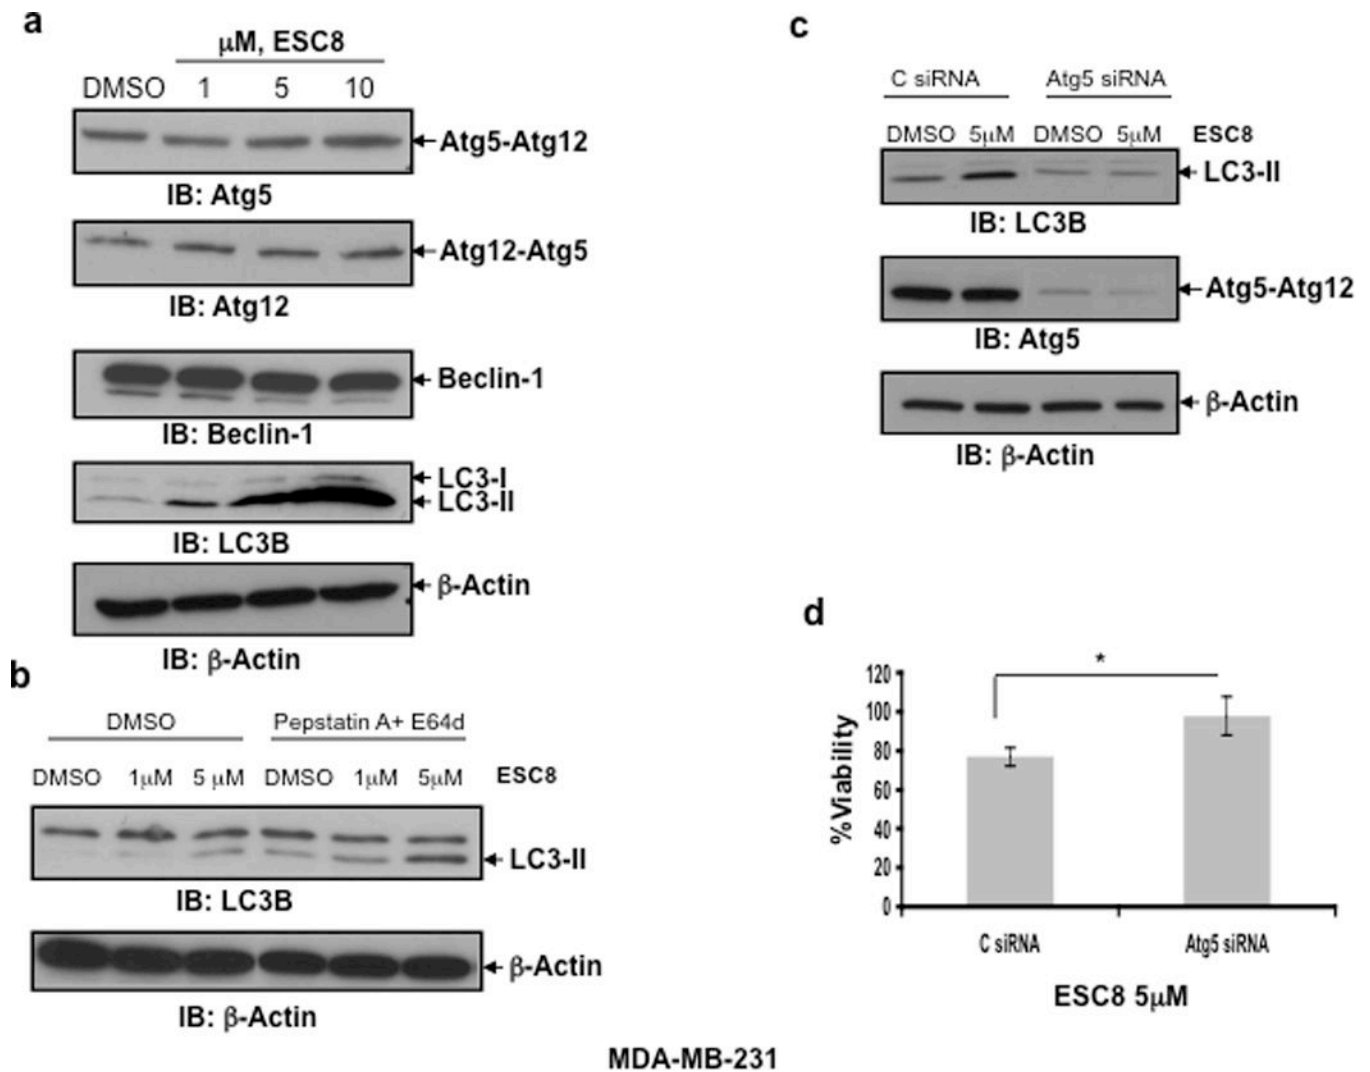 a
μM, ESC8
DMSO 1 5 10
Atg5-Atg12
IB: Atg5
Atg12-Atg5
IB: Atg12
Beclin-1
IB: Beclin-1
LC3-I
LC3-II
IB: LC3B
β-Actin
IB: β-Actin
b
DMSO Pepstatin A+ E64d
DMSO 1μM 5 μM DMSO 1μM 5μM ESC8
LC3-II
IB: LC3B
β-Actin
IB: β-Actin
c
C siRNA Atg5 siRNA
DMSO 5μM DMSO 5μM ESC8
LC3-II
IB: LC3B
Atg5-Atg12
IB: Atg5
β-Actin
IB: β-Actin
d
*
%Viability
120
100
80
60
40
20
0
C siRNA Atg5 siRNA
ESC8 5μM
MDA-MB-231